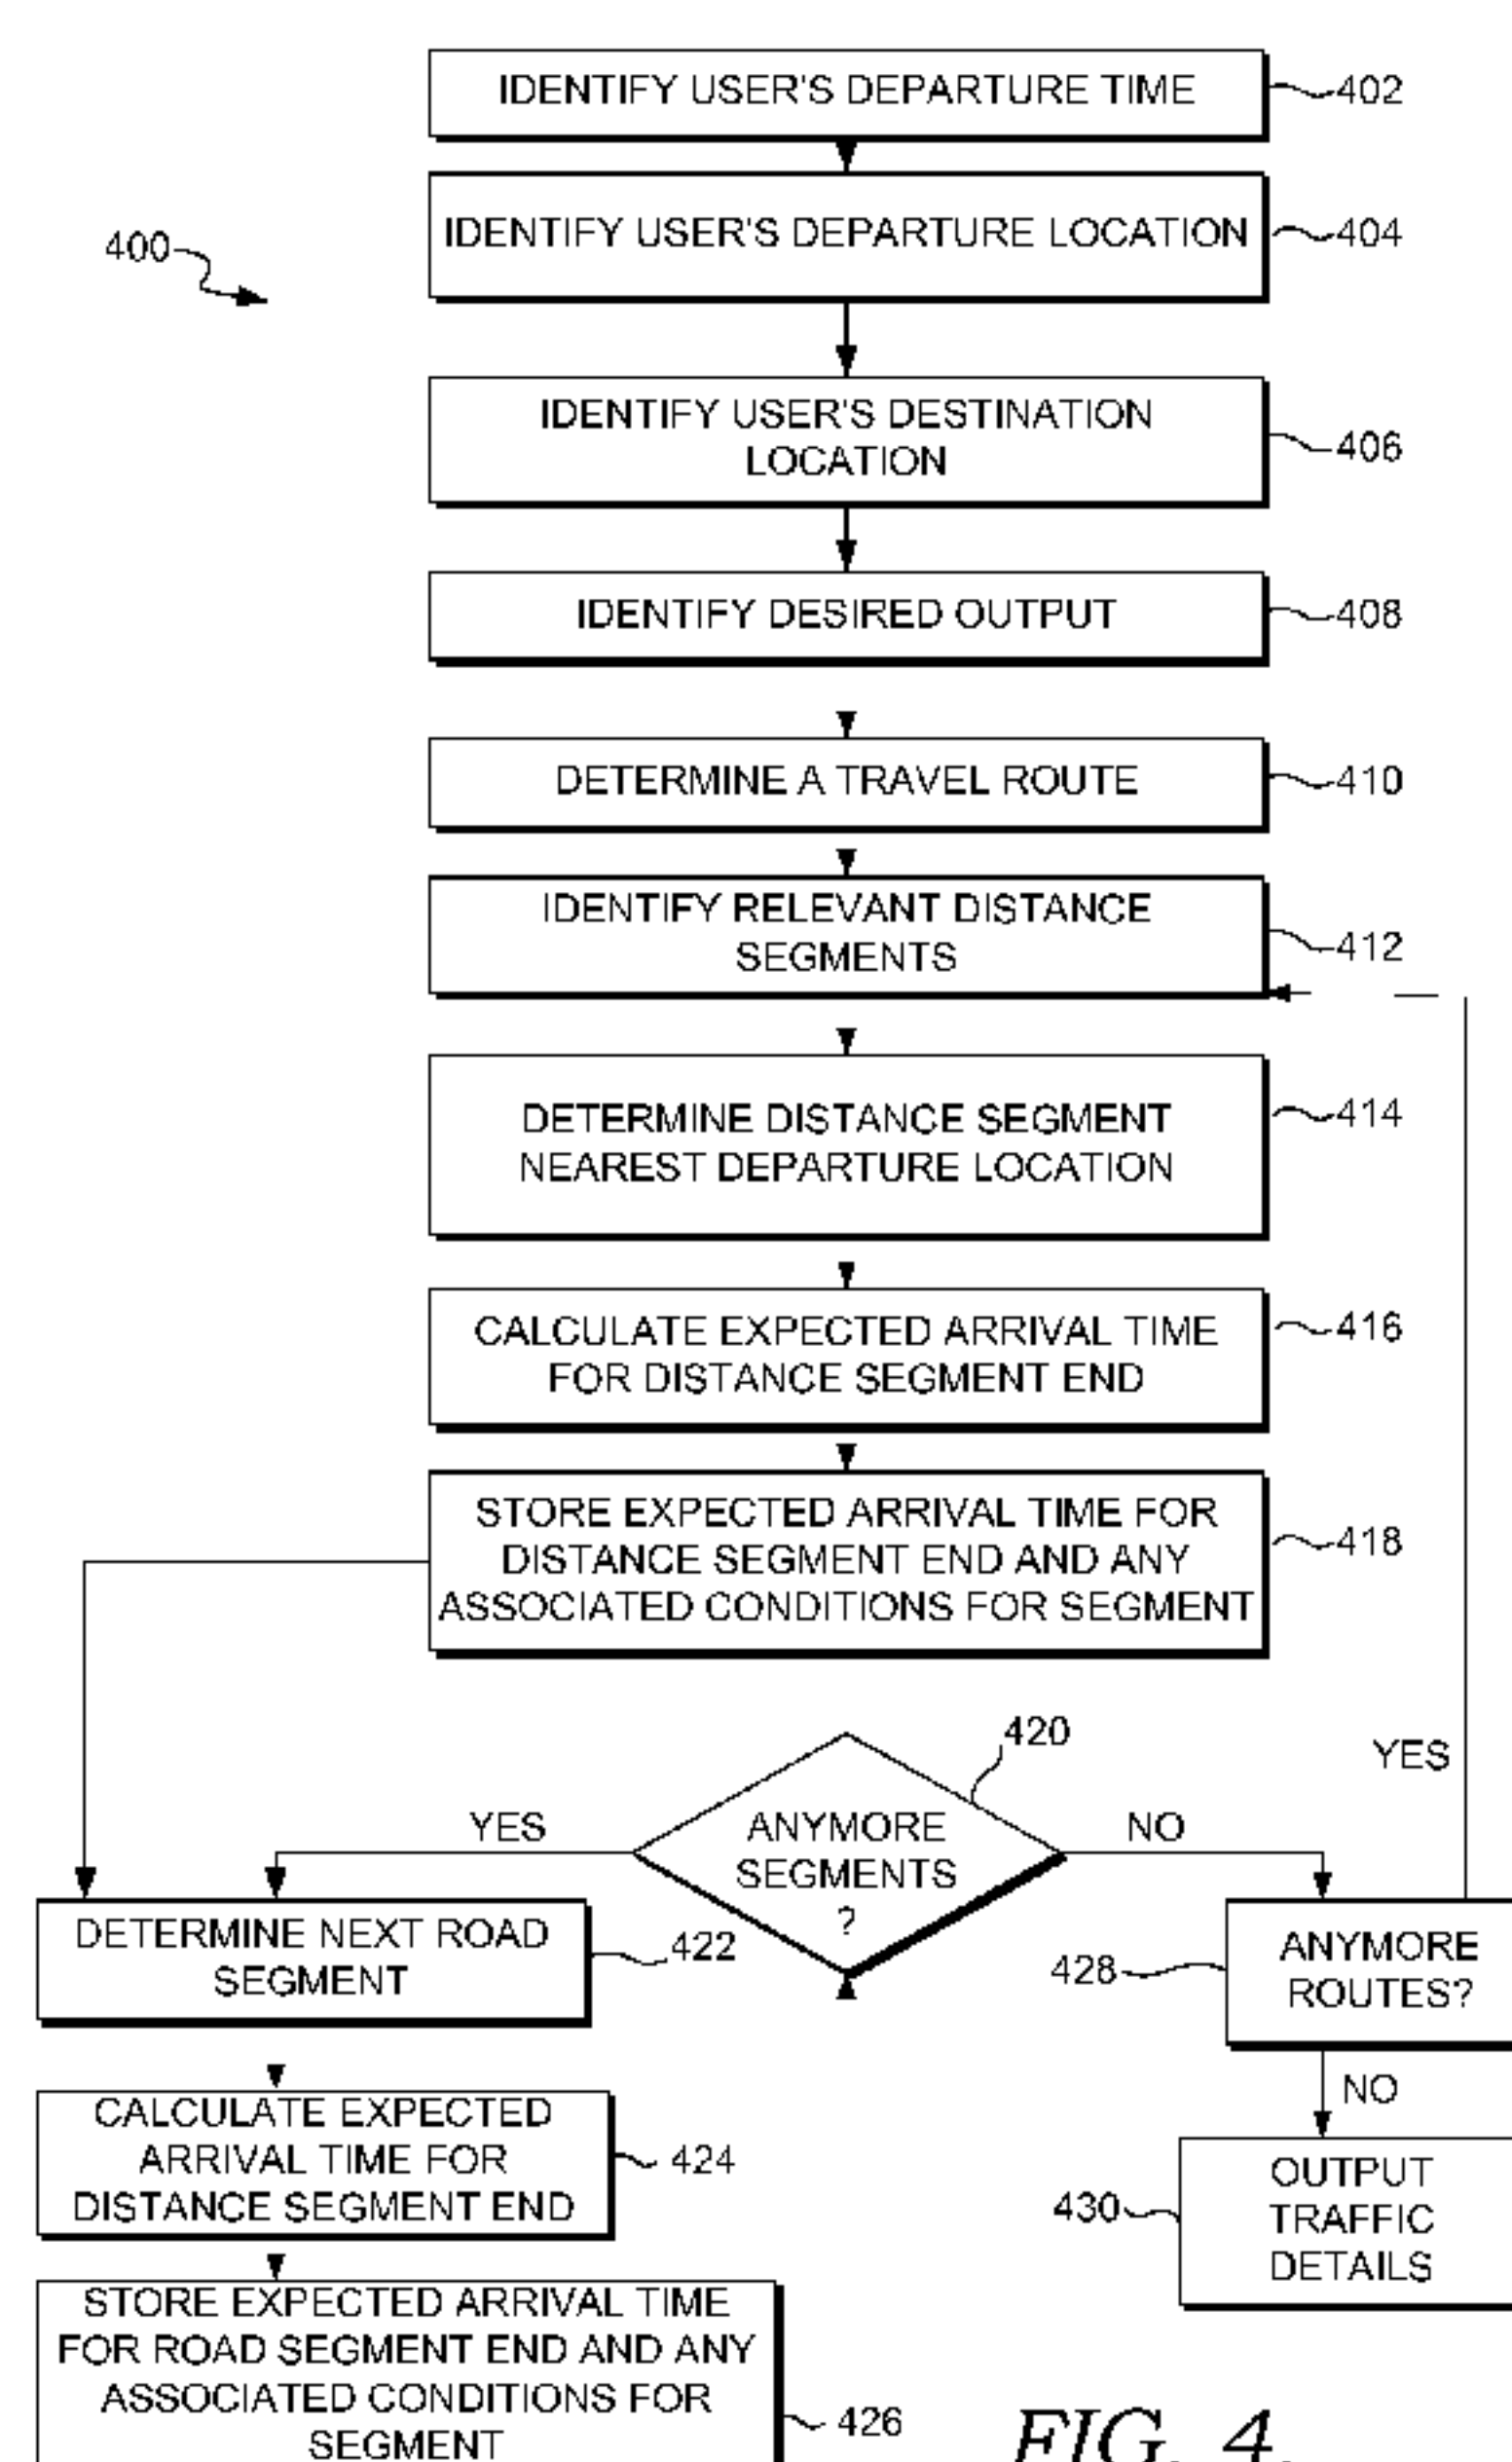 IDENTIFY USER'S DEPARTURE TIME
402
IDENTIFY USER'S DEPARTURE LOCATION
404
400
IDENTIFY USER'S DESTINATION
LOCATION
406
IDENTIFY DESIRED OUTPUT
408
DETERMINE A TRAVEL ROUTE
410
IDENTIFY RELEVANT DISTANCE
SEGMENTS
412
DETERMINE DISTANCE SEGMENT
NEAREST DEPARTURE LOCATION
414
CALCULATE EXPECTED ARRIVAL TIME
FOR DISTANCE SEGMENT END
416
STORE EXPECTED ARRIVAL TIME FOR
DISTANCE SEGMENT END AND ANY
ASSOCIATED CONDITIONS FOR SEGMENT
418
420
YES
YES
ANYMORE
SEGMENTS
?
NO
DETERMINE NEXT ROAD
SEGMENT
422
428
ANYMORE
ROUTES?
NO
CALCULATE EXPECTED
ARRIVAL TIME FOR
DISTANCE SEGMENT END
424
430
OUTPUT
TRAFFIC
DETAILS
STORE EXPECTED ARRIVAL TIME
FOR ROAD SEGMENT END AND ANY
ASSOCIATED CONDITIONS FOR
SEGMENT
426
FIG. 4.